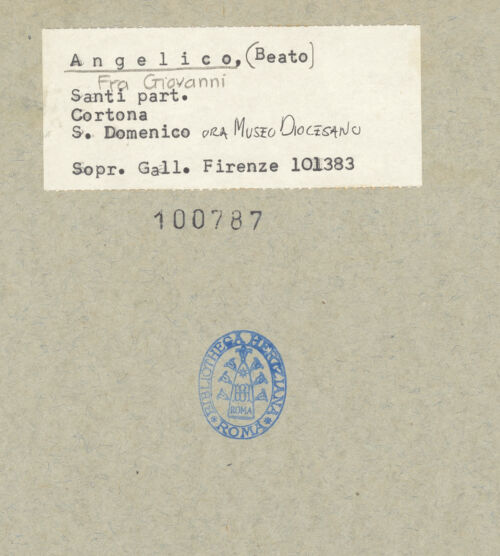 Angelico, (Beato)
Fra Giovanni
Santi part.
Cortona
S. Domenico ORA MUSEO DIOCESANO
Sopr. Gall. Firenze 101383
100787
BIBLIOTHECA HERTZIANA
ROMA
ROMA